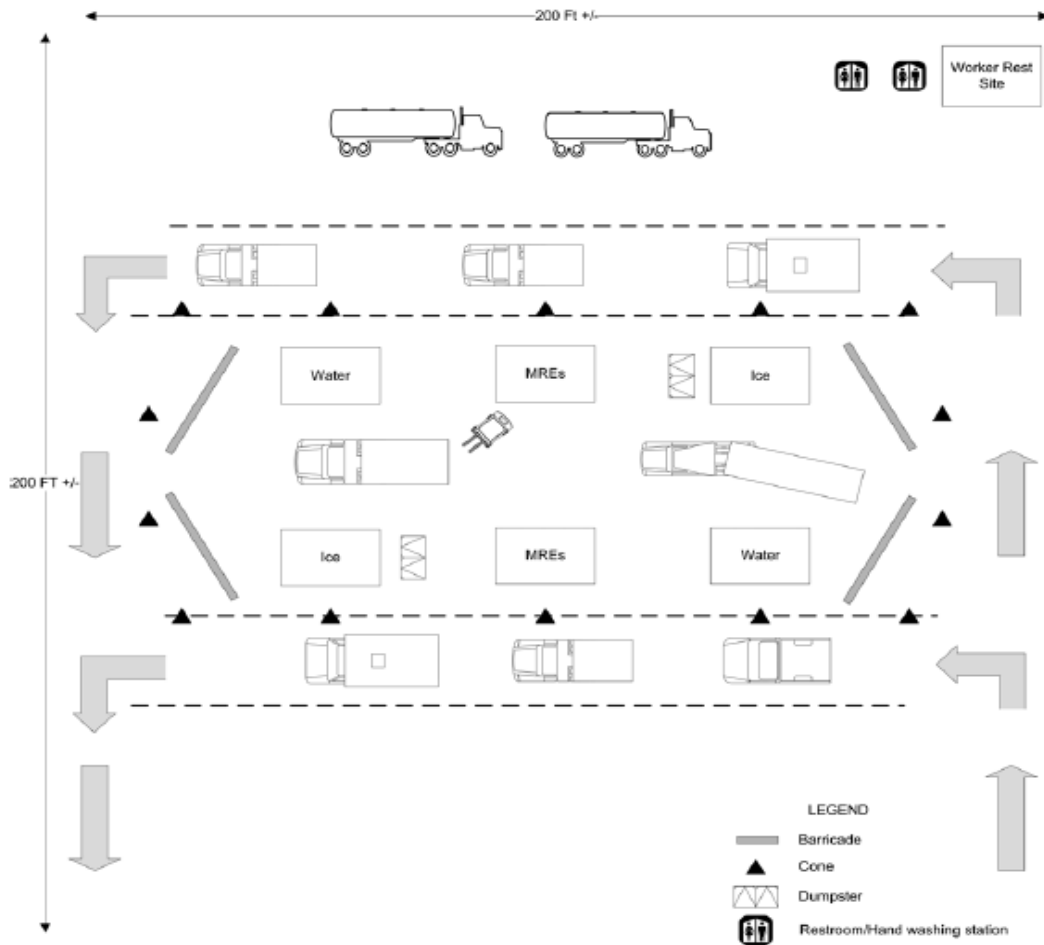 200 Ft +/-
Worker Rest
Site
Water
MREs
Ice
200 FT +/-
Ice
MREs
Water
LEGEND
Barricade
Cone
Dumpster
Restroom/Hand washing station